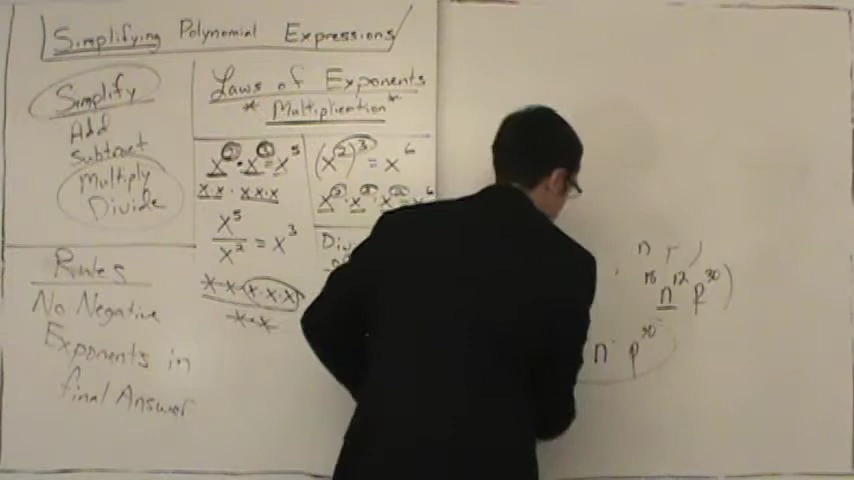 Simplifying Polynomial Expressions
Simplify
Add
Subtract
Multiply
Divide
Laws of Exponents
* Multiplication *
x² · x³ = x⁵
x·x · x·x·x
x⁵/x² = x³
x·x·x·x·x
x·x
(x²)³ = x⁶
x² · x² · x² = x⁶
Rules
No Negative
Exponents in
final Answer
n¹² p³⁰)
n p³⁰